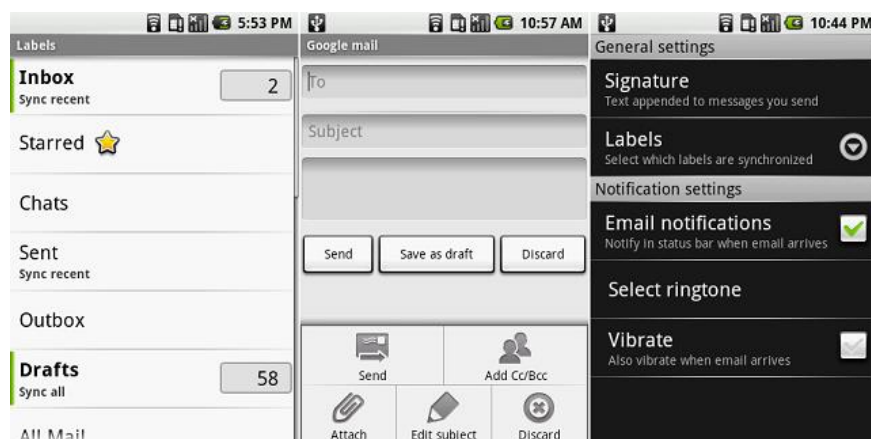 5:53 PM
Labels
Inbox
2
Sync recent
Starred
Chats
Sent
Sync recent
Outbox
Drafts
58
Sync all
All Mail
10:57 AM
Google mail
To
Subject
Send Save as draft Discard
Send Add Cc/Bcc
Attach Edit subject Discard
10:44 PM
General settings
Signature
Text appended to messages you send
Labels
Select which labels are synchronized
Notification settings
Email notifications
Notify in status bar when email arrives
Select ringtone
Vibrate
Also vibrate when email arrives